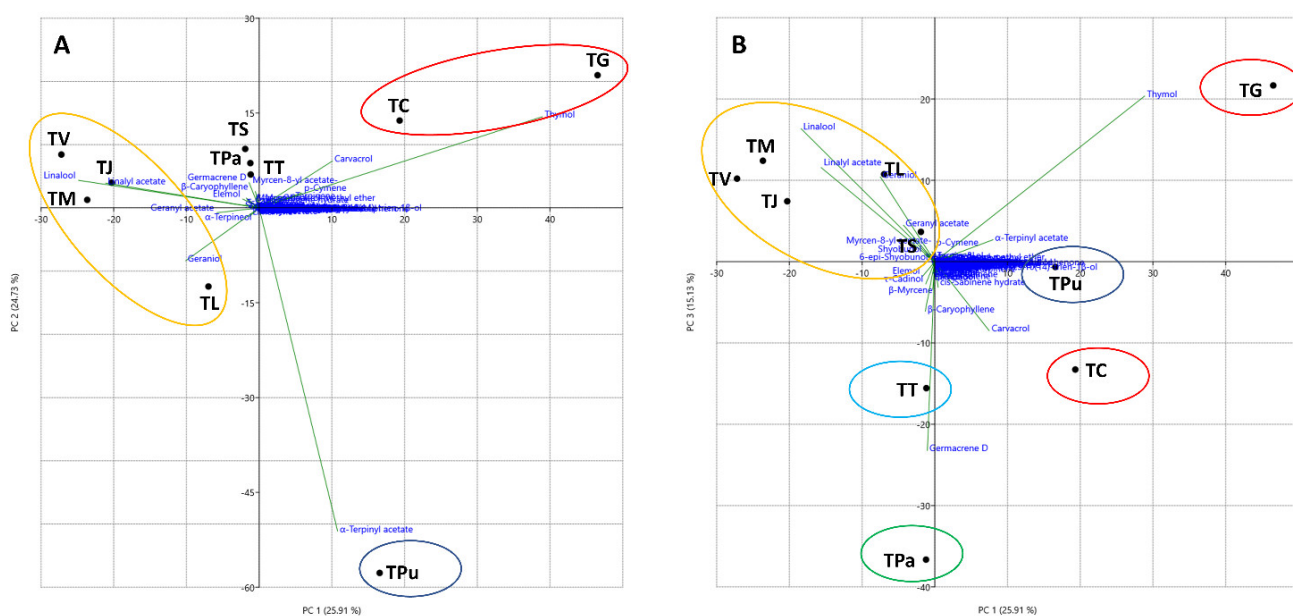 A
30
TG
TC
15
Thymol
TS
TV
TPa
TT
Carvacrol
TJ
Germacrene D
Myrcen-8-yl acetate-
Linalool
Linalyl acetate
β-Caryophyllene
p-Cymene
TM
Elemol
-30
-20
-10
10
20
30
40
Geranyl acetate
α-Terpineol
Geraniol
TL
-15
-30
-45
α-Terpinyl acetate
TPu
-60
PC 2 (24.73 %)
PC 1 (25.91 %)
B
TG
20
Thymol
Linalool
TM
Linalyl acetate
TL
TV
Geraniol
10
TJ
Geranyl acetate
TS
Myrcen-8-yl acetate-
p-Cymene
α-Terpinyl acetate
Shyobunol
6-epi-Shyobunol
-30
-20
-10
10
20
30
40
Elemol
TPu
τ-Cadinol
cis-Sabinene hydrate
β-Myrcene
β-Caryophyllene
Carvacrol
-10
TC
TT
-20
Germacrene D
-30
TPa
PC 3 (15.13 %)
PC 1 (25.91 %)